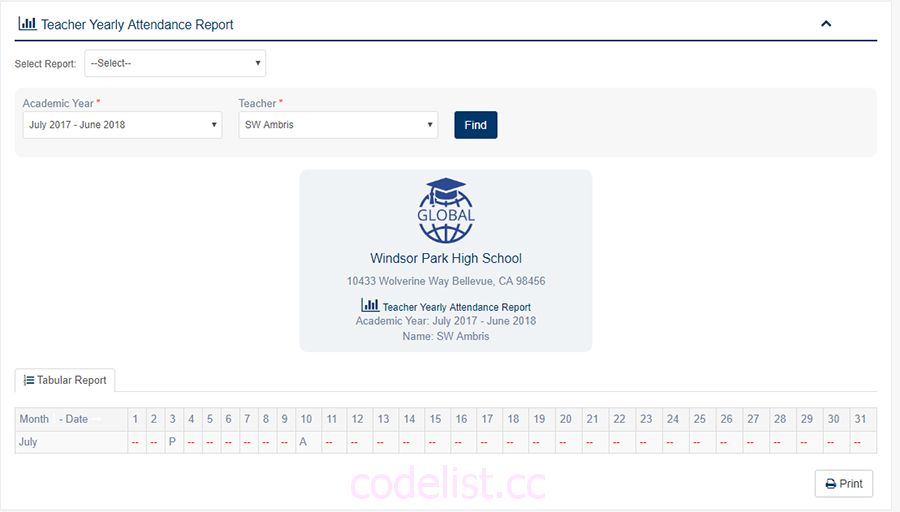 Teacher Yearly Attendance Report
Select Report: --Select--
Academic Year * Teacher *
July 2017 - June 2018 SW Ambris Find
GLOBAL
Windsor Park High School
10433 Wolverine Way Bellevue, CA 98456
Teacher Yearly Attendance Report
Academic Year: July 2017 - June 2018
Name: SW Ambris
Tabular Report
Month - Date 1 2 3 4 5 6 7 8 9 10 11 12 13 14 15 16 17 18 19 20 21 22 23 24 25 26 27 28 29 30 31
July -- -- P -- -- -- -- -- -- A -- -- -- -- -- -- -- -- -- -- -- -- -- -- -- -- -- -- -- -- --
codelist.cc
Print